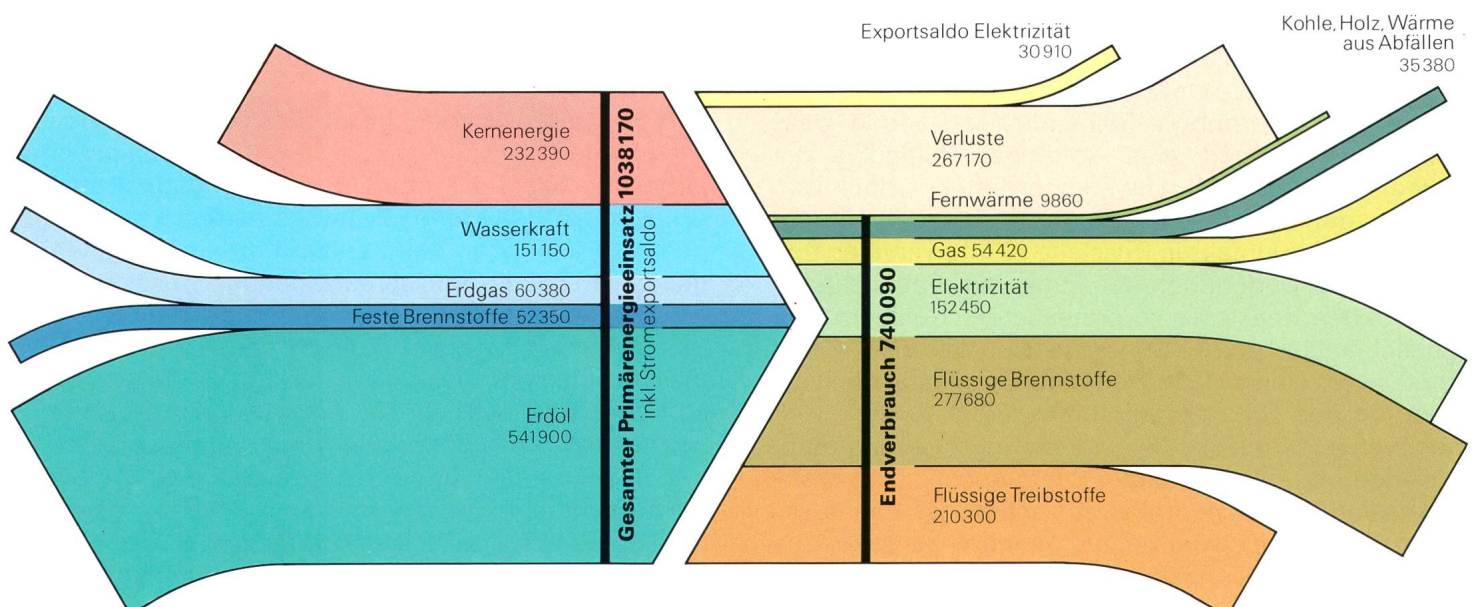 Kernenergie
232390
Wasserkraft
151150
Erdgas 60380
Feste Brennstoffe 52350
Erdöl
541900
Gesamter Primärenergieeinsatz 1038170
inkl. Stromexportsaldo
Exportsaldo Elektrizität
30910
Kohle, Holz, Wärme
aus Abfällen
35380
Verluste
267170
Fernwärme 9860
Gas 54420
Elektrizität
152450
Flüssige Brennstoffe
277680
Flüssige Treibstoffe
210300
Endverbrauch 740090